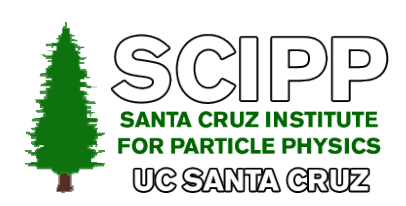 SCIPP
SANTA CRUZ INSTITUTE
FOR PARTICLE PHYSICS
UC SANTA CRUZ